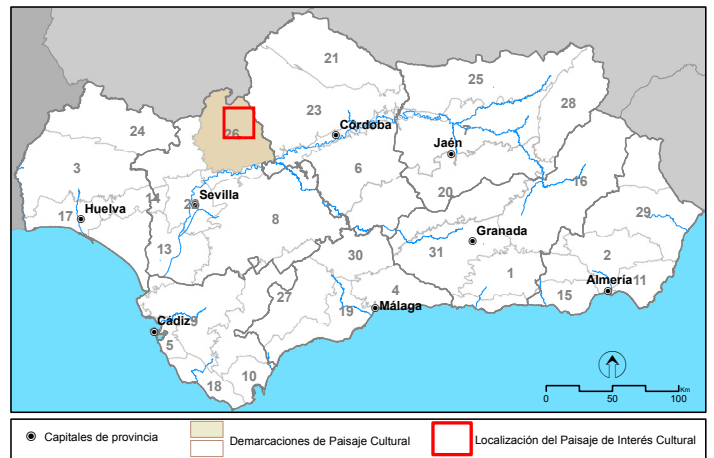 21
25
28
23
Córdoba
7
24
26
Jaén
3
6
20
16
14
Sevilla
17
Huelva
8
29
Granada
13
30
31
2
1
Almería
11
27
4
15
19
Málaga
Cádiz
9
5
10
18
0
50
100
Km
Capitales de provincia
Demarcaciones de Paisaje Cultural
Localización del Paisaje de Interés Cultural